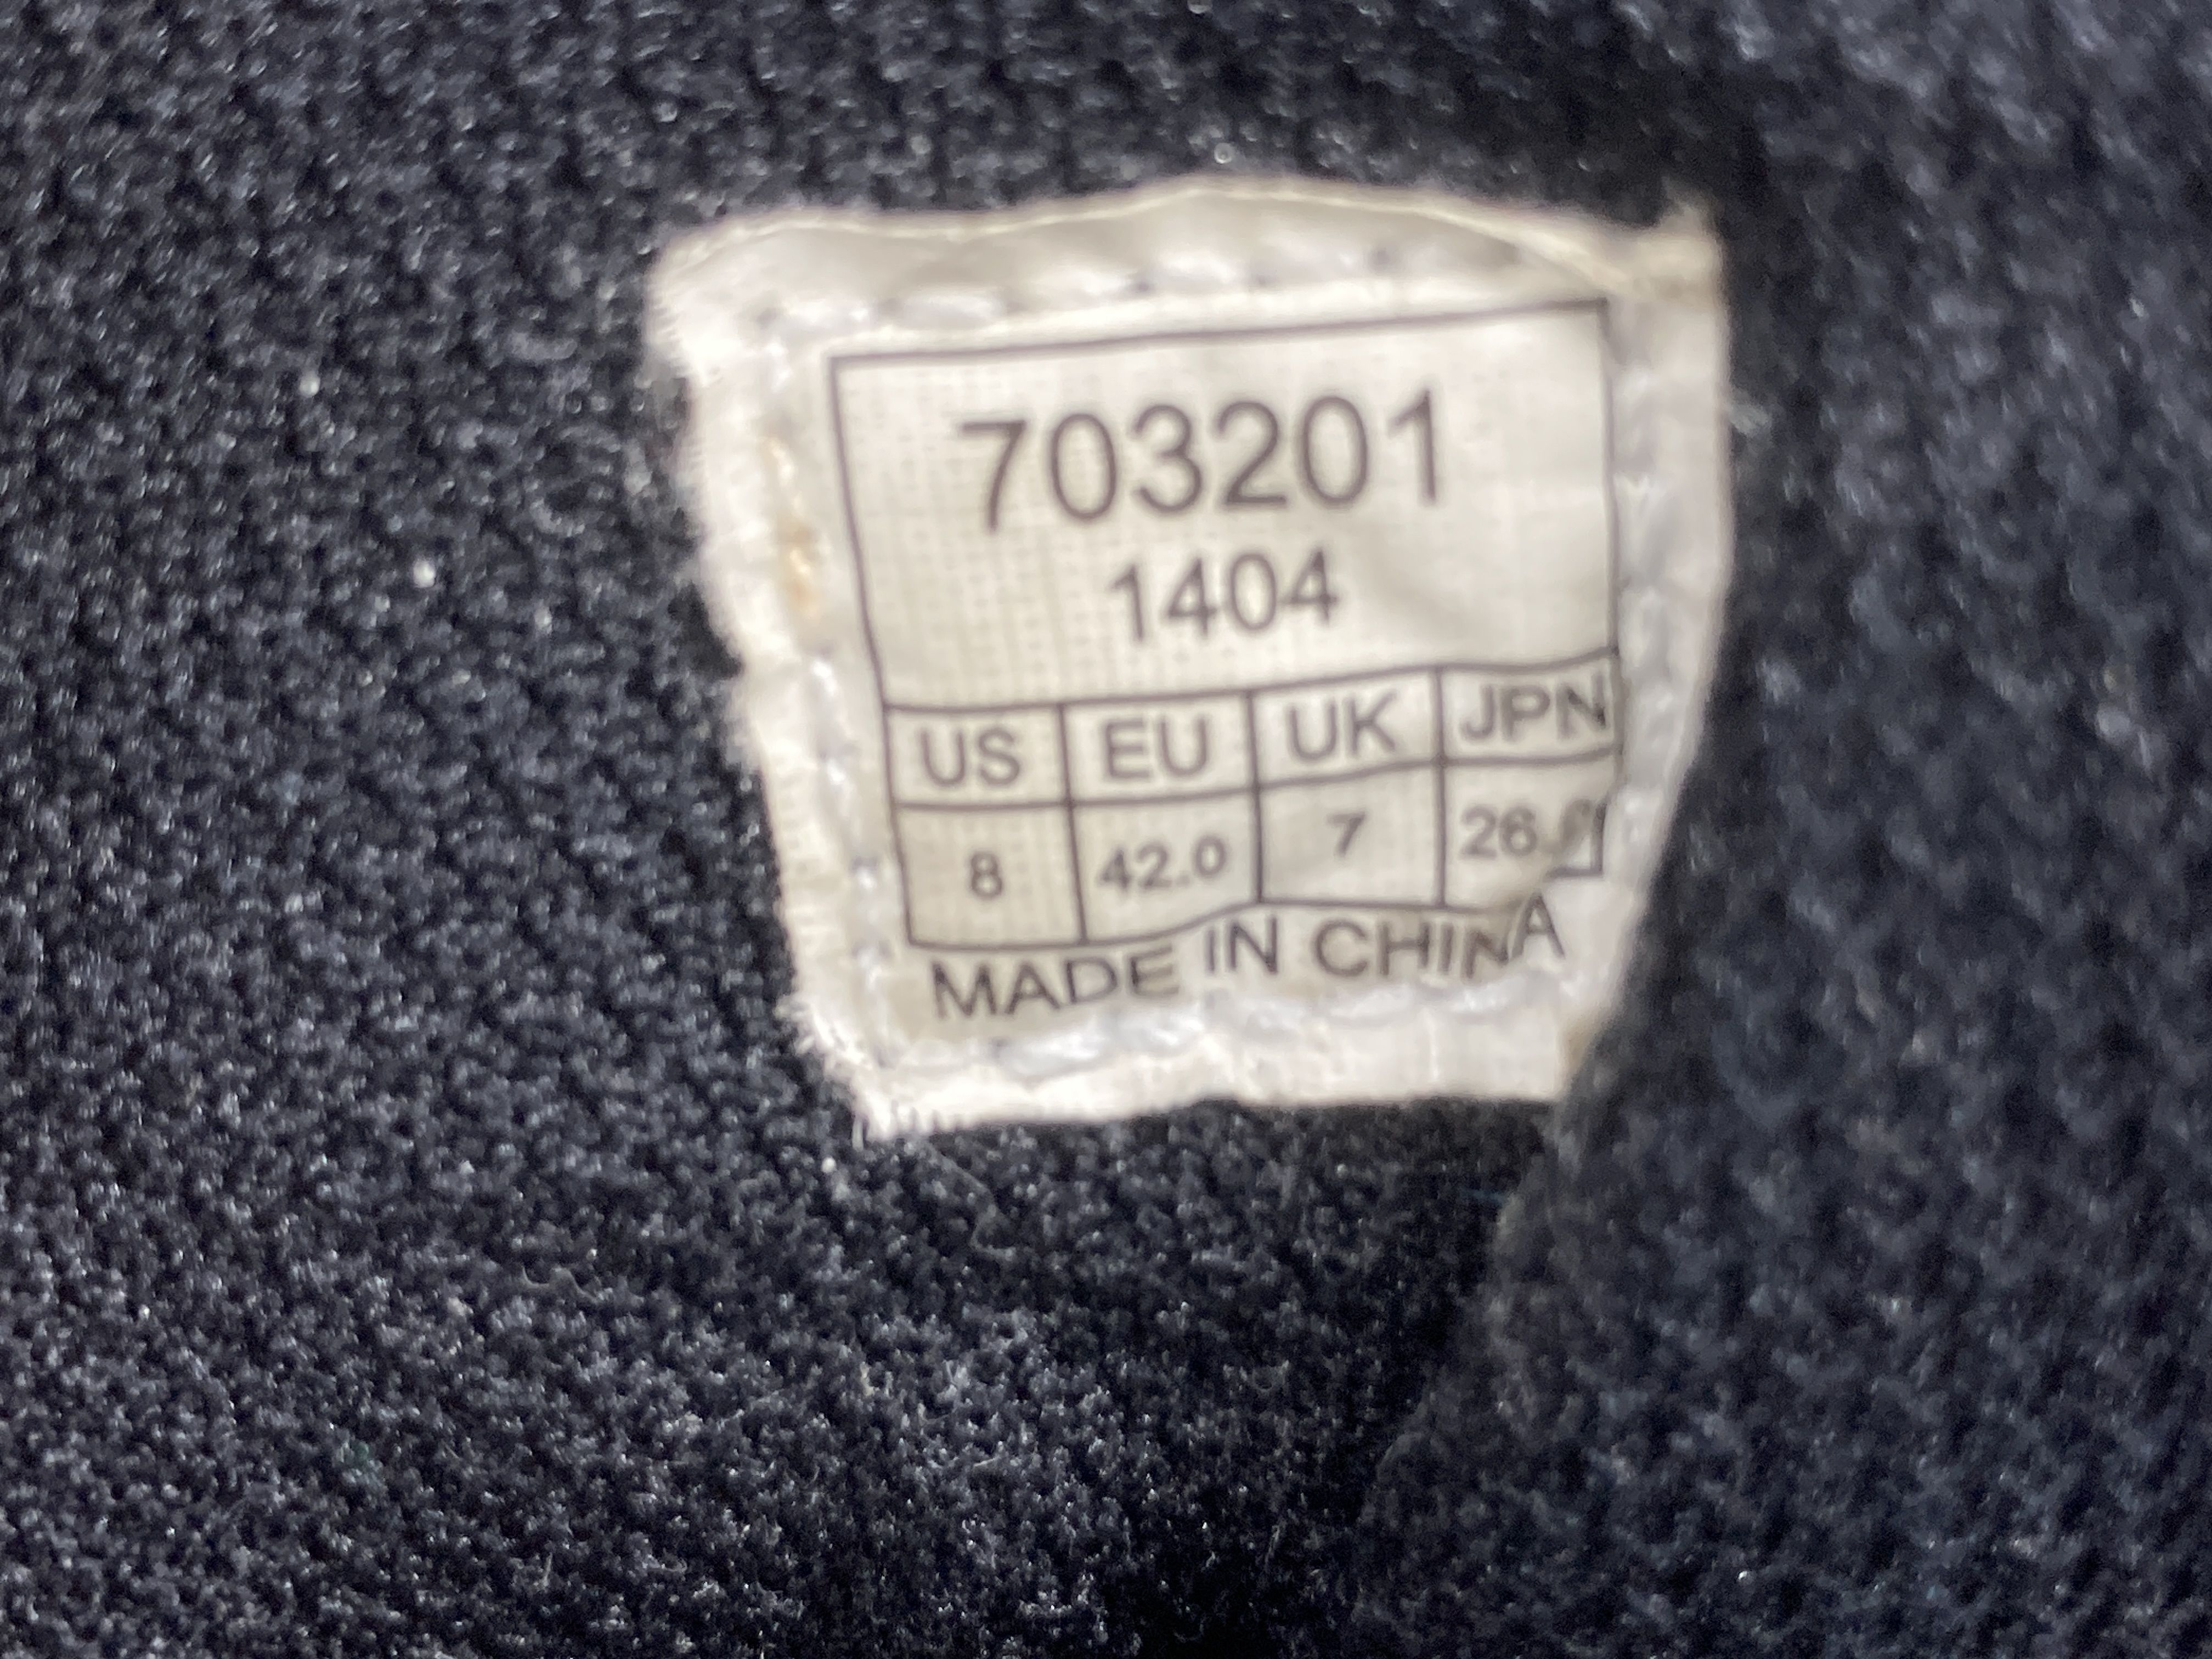 703201
1404
US EU UK JPN
8 42.0 7
MADE IN CHINA